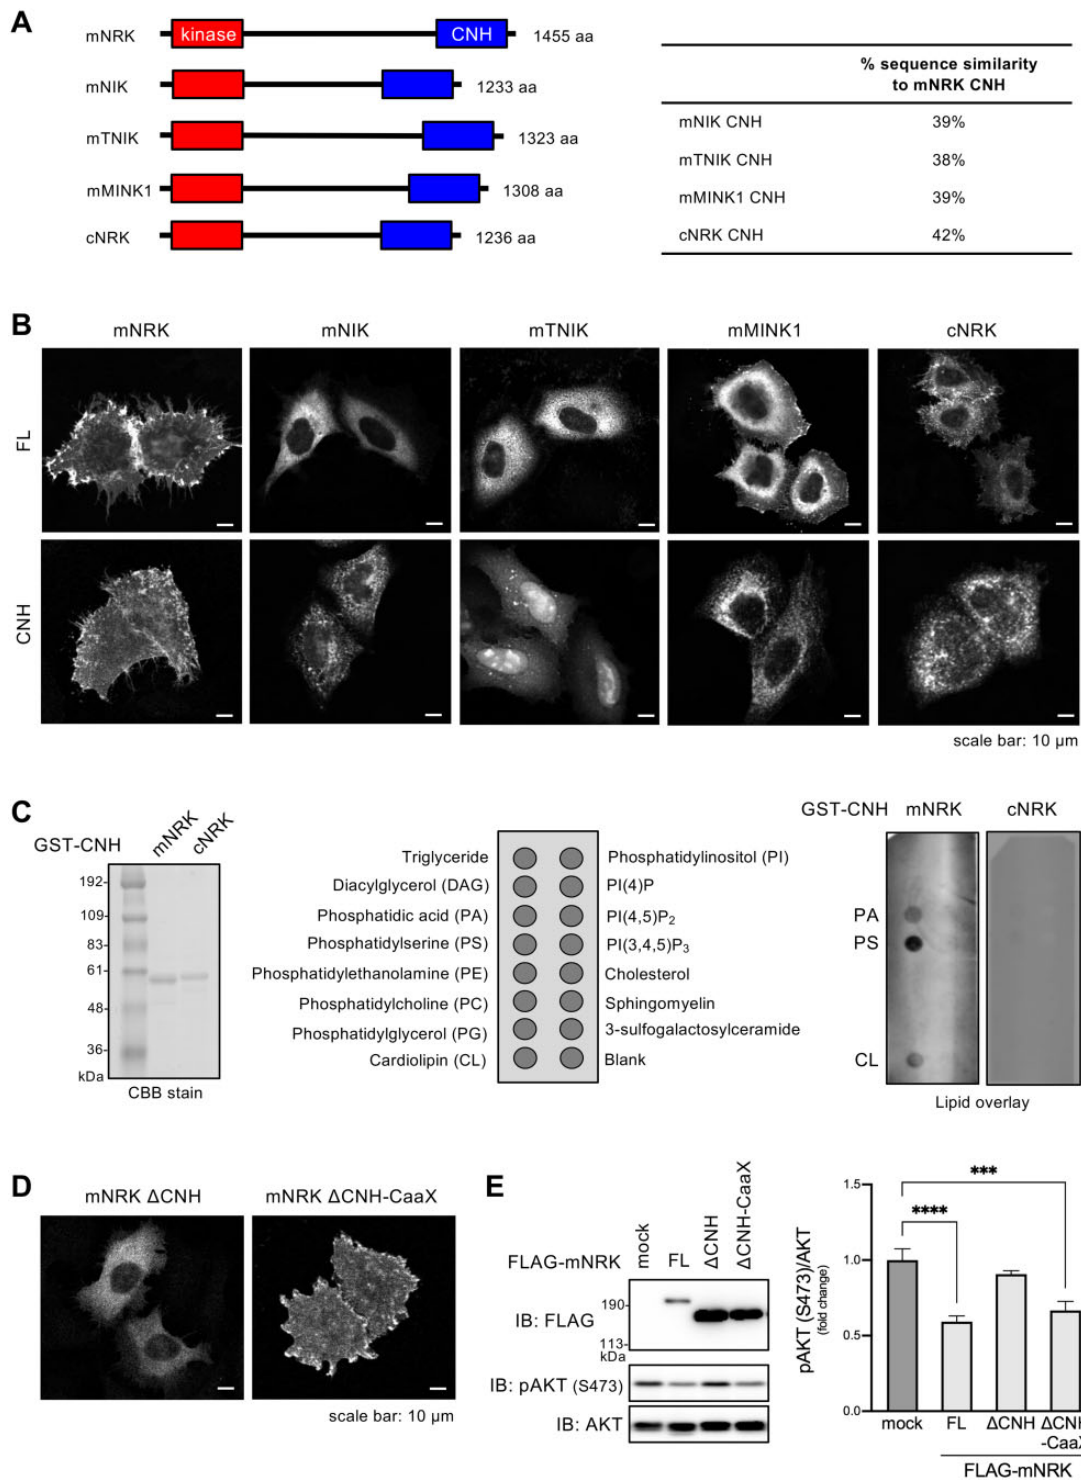 A
mNRK kinase CNH 1455 aa
mNIK 1233 aa
mTNIK 1323 aa
mMINK1 1308 aa
cNRK 1236 aa
% sequence similarity
to mNRK CNH
mNIK CNH 39%
mTNIK CNH 38%
mMINK1 CNH 39%
cNRK CNH 42%
B
mNRK mNIK mTNIK mMINK1 cNRK
FL
CNH
scale bar: 10 µm
C
GST-CNH mNRK cNRK
192-
109-
83-
61-
48-
36-
kDa
CBB stain
Triglyceride Phosphatidylinositol (PI)
Diacylglycerol (DAG) PI(4)P
Phosphatidic acid (PA) PI(4,5)P₂
Phosphatidylserine (PS) PI(3,4,5)P₃
Phosphatidylethanolamine (PE) Cholesterol
Phosphatidylcholine (PC) Sphingomyelin
Phosphatidylglycerol (PG) 3-sulfogalactosylceramide
Cardiolipin (CL) Blank
GST-CNH mNRK cNRK
PA
PS
CL
Lipid overlay
D
mNRK ΔCNH mNRK ΔCNH-CaaX
scale bar: 10 µm
E
FLAG-mNRK mock FL ΔCNH ΔCNH-CaaX
190-
IB: FLAG
113-
kDa
IB: pAKT (S473)
IB: AKT
pAKT (S473)/AKT
(fold change)
1.5
1.0
0.5
0.0
****
***
mock FL ΔCNH ΔCNH
-CaaX
FLAG-mNRK